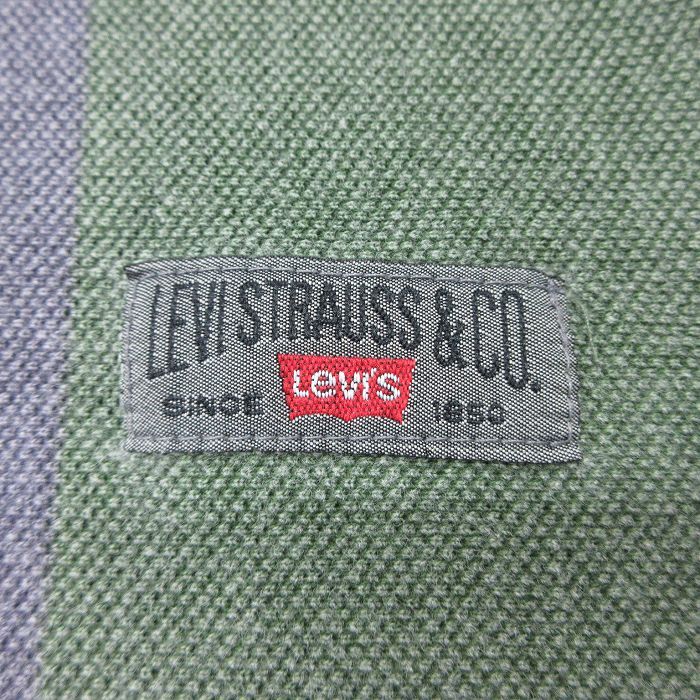 LEVI STRAUSS & CO.
Levi's
SINCE 1850